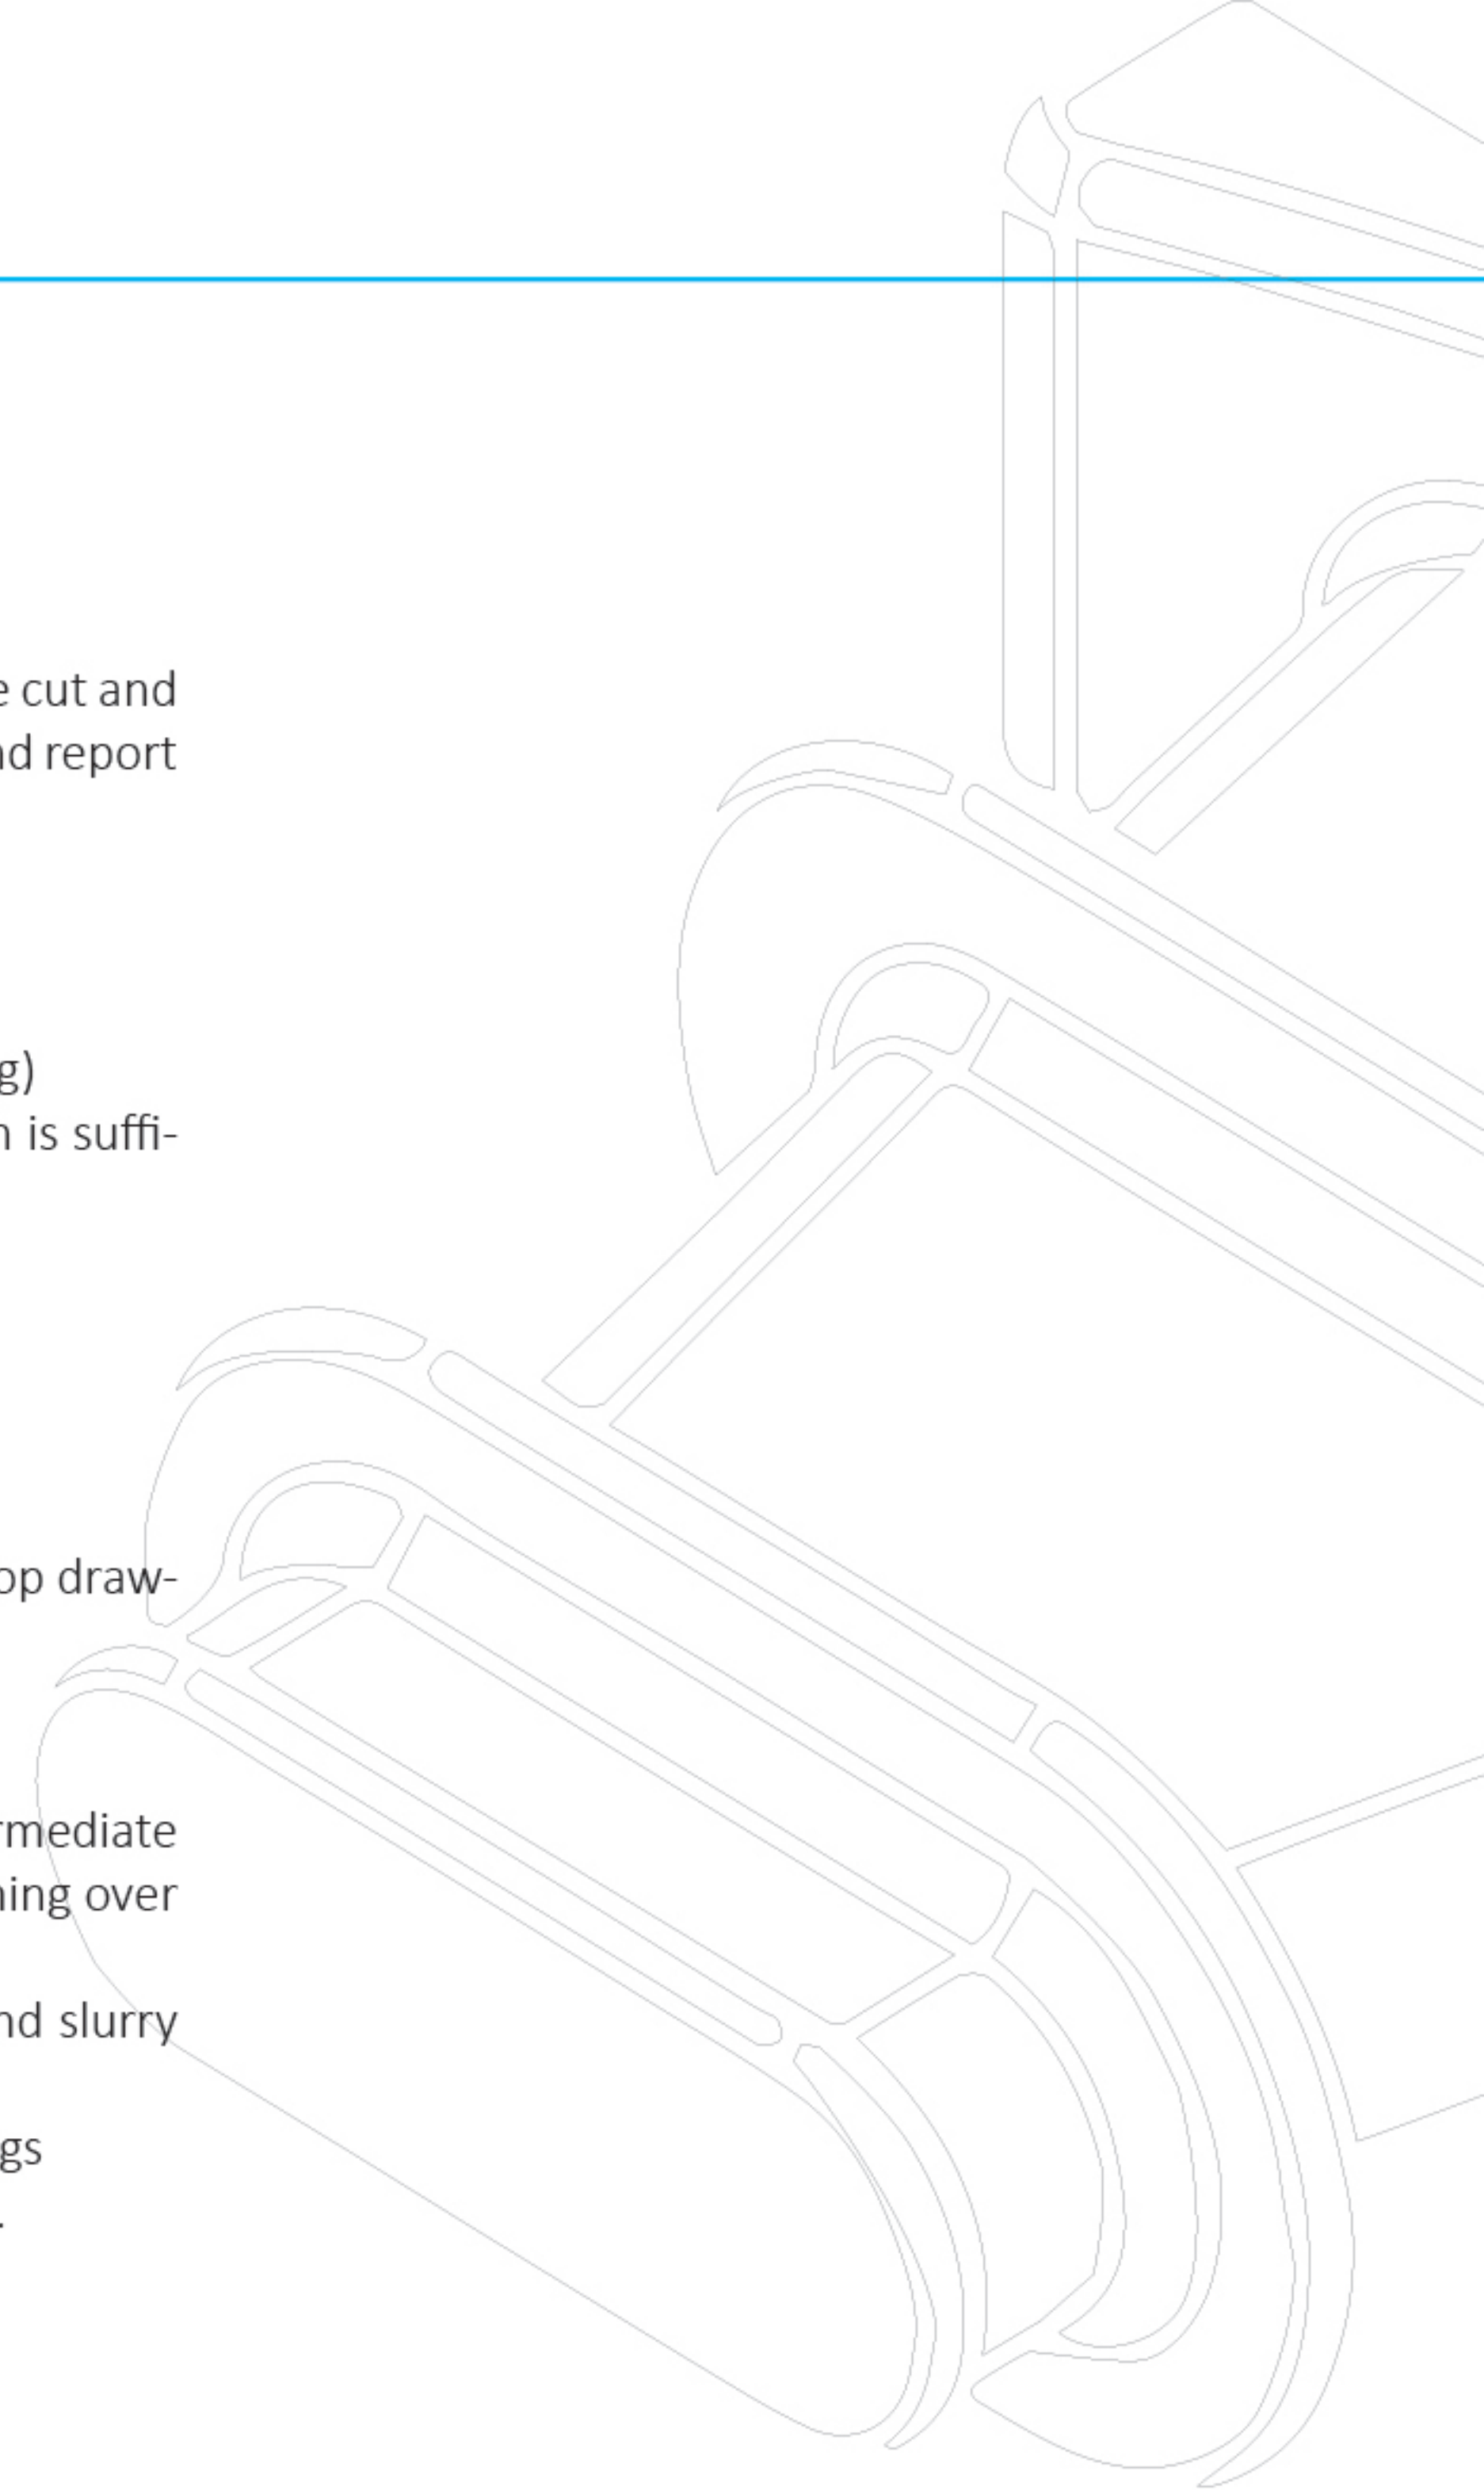 e cut and
nd report
g)
n is suffi-
op draw-
rmediate
ning over
nd slurry
gs
.